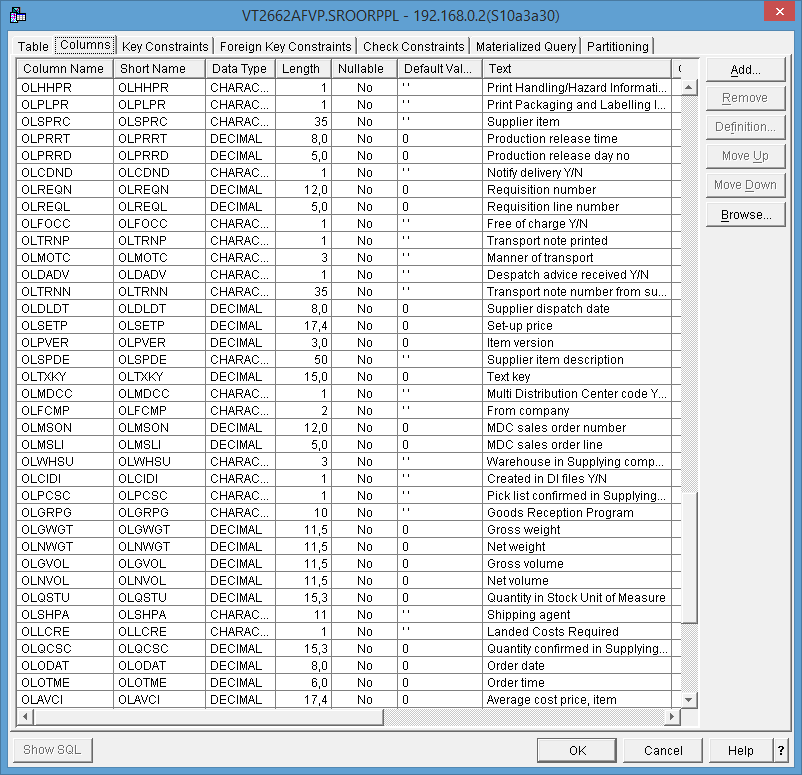 VT2662AFVP.SROORPPL - 192.168.0.2(S10a3a30)
Table Columns Key Constraints Foreign Key Constraints Check Constraints Materialized Query Partitioning
Column Name Short Name Data Type Length Nullable Default Val... Text
OLHHPR OLHHPR CHARAC... 1 No ' ' Print Handling/Hazard Informati...
OLPLPR OLPLPR CHARAC... 1 No ' ' Print Packaging and Labelling I...
OLSPRC OLSPRC CHARAC... 35 No ' ' Supplier item
OLPRRT OLPRRT DECIMAL 8,0 No 0 Production release time
OLPRRD OLPRRD DECIMAL 5,0 No 0 Production release day no
OLCDND OLCDND CHARAC... 1 No ' ' Notify delivery Y/N
OLREQN OLREQN DECIMAL 12,0 No 0 Requisition number
OLREQL OLREQL DECIMAL 5,0 No 0 Requisition line number
OLFOCC OLFOCC CHARAC... 1 No ' ' Free of charge Y/N
OLTRNP OLTRNP CHARAC... 1 No ' ' Transport note printed
OLMOTC OLMOTC CHARAC... 3 No ' ' Manner of transport
OLDADV OLDADV CHARAC... 1 No ' ' Despatch advice received Y/N
OLTRNN OLTRNN CHARAC... 35 No ' ' Transport note number from su...
OLDLDT OLDLDT DECIMAL 8,0 No 0 Supplier dispatch date
OLSETP OLSETP DECIMAL 17,4 No 0 Set-up price
OLPVER OLPVER DECIMAL 3,0 No 0 Item version
OLSPDE OLSPDE CHARAC... 50 No ' ' Supplier item description
OLTXKY OLTXKY DECIMAL 15,0 No 0 Text key
OLMDCC OLMDCC CHARAC... 1 No ' ' Multi Distribution Center code Y...
OLFCMP OLFCMP CHARAC... 2 No ' ' From company
OLMSON OLMSON DECIMAL 12,0 No 0 MDC sales order number
OLMSLI OLMSLI DECIMAL 5,0 No 0 MDC sales order line
OLWHSU OLWHSU CHARAC... 3 No ' ' Warehouse in Supplying comp...
OLCIDI OLCIDI CHARAC... 1 No ' ' Created in DI files Y/N
OLPCSC OLPCSC CHARAC... 1 No ' ' Pick list confirmed in Supplying...
OLGRPG OLGRPG CHARAC... 10 No ' ' Goods Reception Program
OLGWGT OLGWGT DECIMAL 11,5 No 0 Gross weight
OLNWGT OLNWGT DECIMAL 11,5 No 0 Net weight
OLGVOL OLGVOL DECIMAL 11,5 No 0 Gross volume
OLNVOL OLNVOL DECIMAL 11,5 No 0 Net volume
OLQSTU OLQSTU DECIMAL 15,3 No 0 Quantity in Stock Unit of Measure
OLSHPA OLSHPA CHARAC... 11 No ' ' Shipping agent
OLLCRE OLLCRE CHARAC... 1 No ' ' Landed Costs Required
OLQCSC OLQCSC DECIMAL 15,3 No 0 Quantity confirmed in Supplying...
OLODAT OLODAT DECIMAL 8,0 No 0 Order date
OLOTME OLOTME DECIMAL 6,0 No 0 Order time
OLAVCI OLAVCI DECIMAL 17,4 No 0 Average cost price, item
Add...
Remove
Definition...
Move Up
Move Down
Browse...
Show SQL OK Cancel Help ?